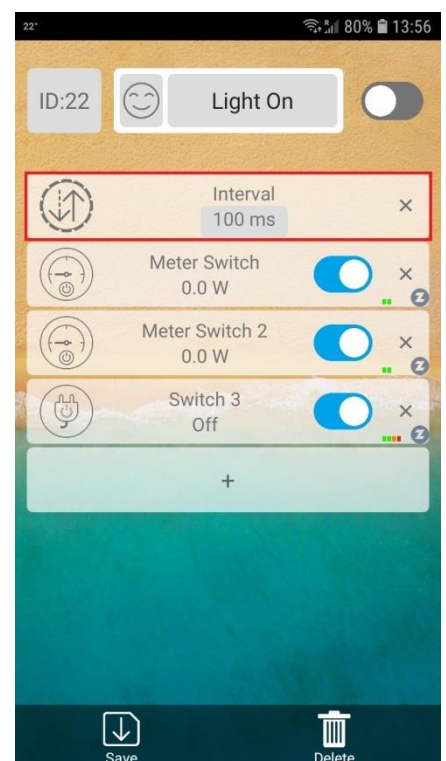 22° 80% 13:56
ID:22 Light On
Interval
100 ms
×
Meter Switch
0.0 W
×
Z
Meter Switch 2
0.0 W
×
Z
Switch 3
Off
×
Z
+
Save Delete